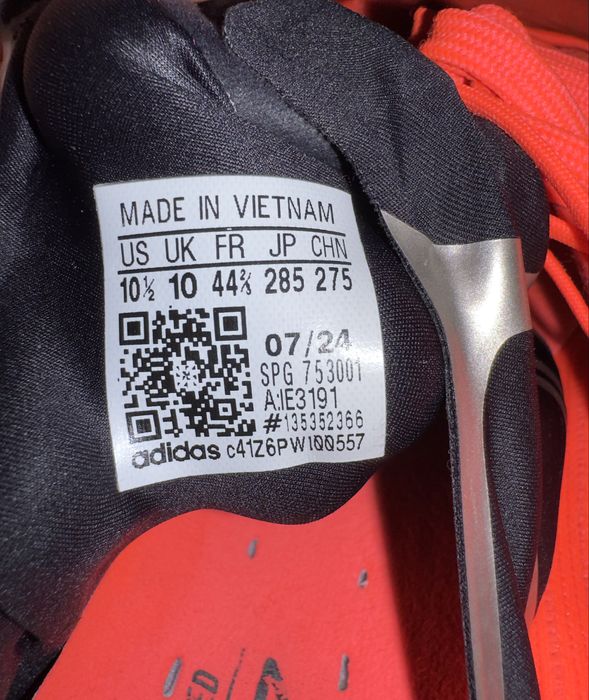 MADE IN VIETNAM
US UK FR JP CHN
10½ 10 44⅔ 285 275
07/24
SPG 753001
A:IE3191
#135352366
adidas c41Z6PW100557